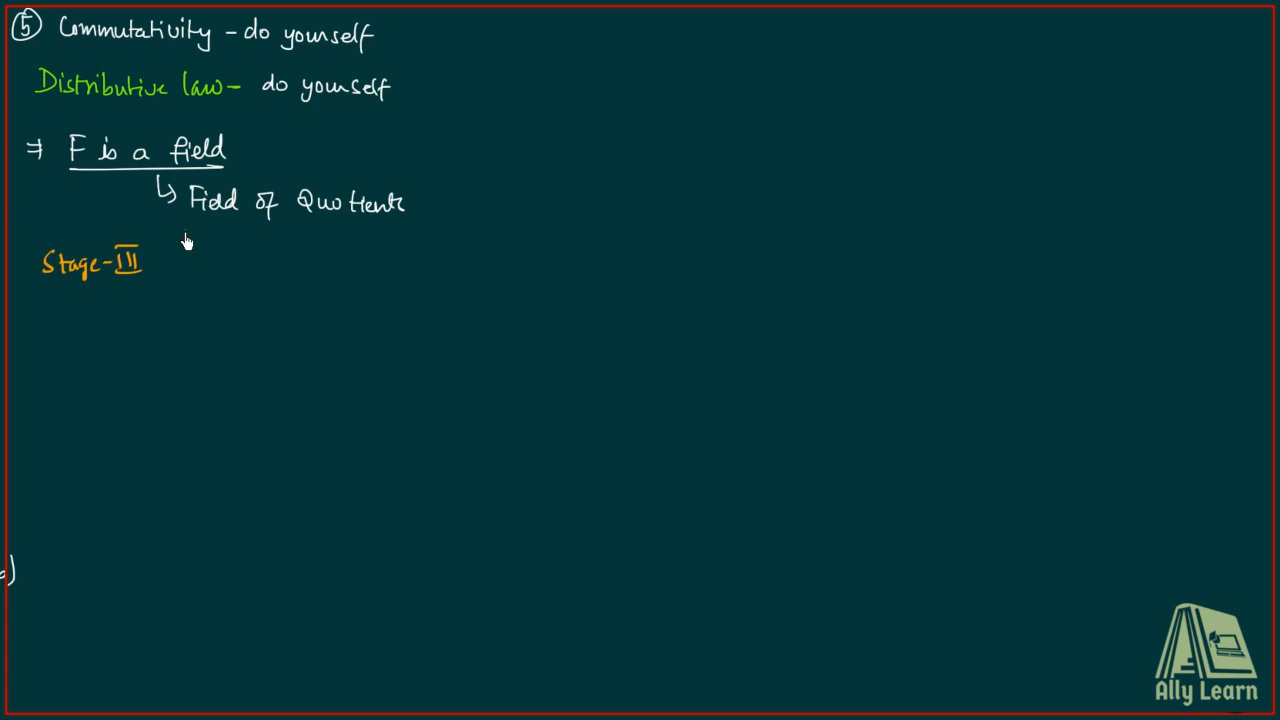 ⑤ Commutativity - do yourself
Distributive law - do yourself
⇒ F is a field
↳ Field of Quotients
Stage-III
)
Ally Learn